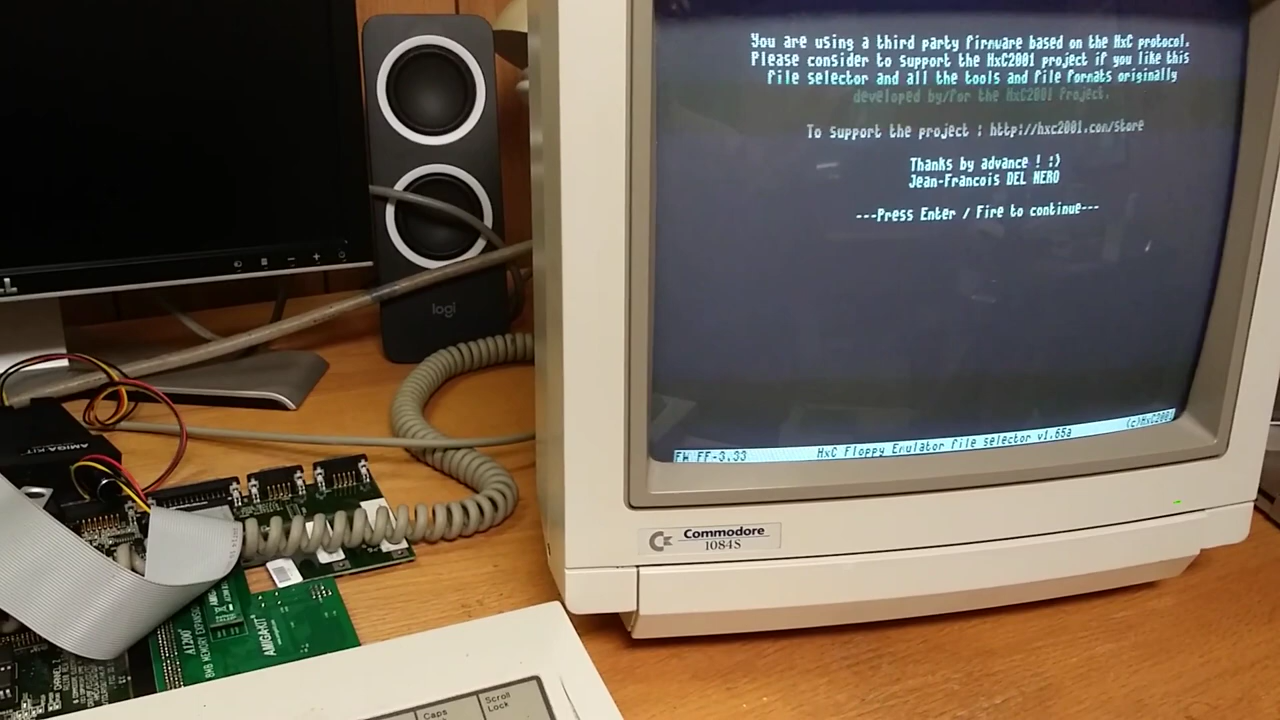 You are using a third party firmware based on the HxC protocol.
Please consider to support the HxC2001 project if you like this
file selector and all the tools and file formats originally
developed by/for the HxC2001 Project.
To support the project : http://hxc2001.com/store
Thanks by advance ! ;)
Jean-Francois DEL NERO
---Press Enter / Fire to continue---
FW FF-3.33
HxC Floppy Emulator file selector v1.65a
(c)HxC2001
Commodore
1084S
logi
AMIGA KIT
A1200
8MB MEMORY EXPANSION
AMIGAKIT
Caps
Scroll
Lock